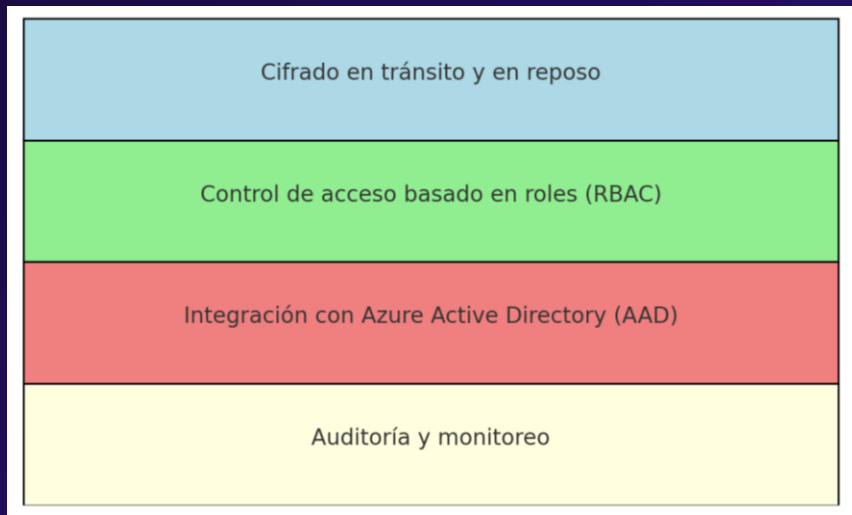 Cifrado en tránsito y en reposo
Control de acceso basado en roles (RBAC)
Integración con Azure Active Directory (AAD)
Auditoría y monitoreo